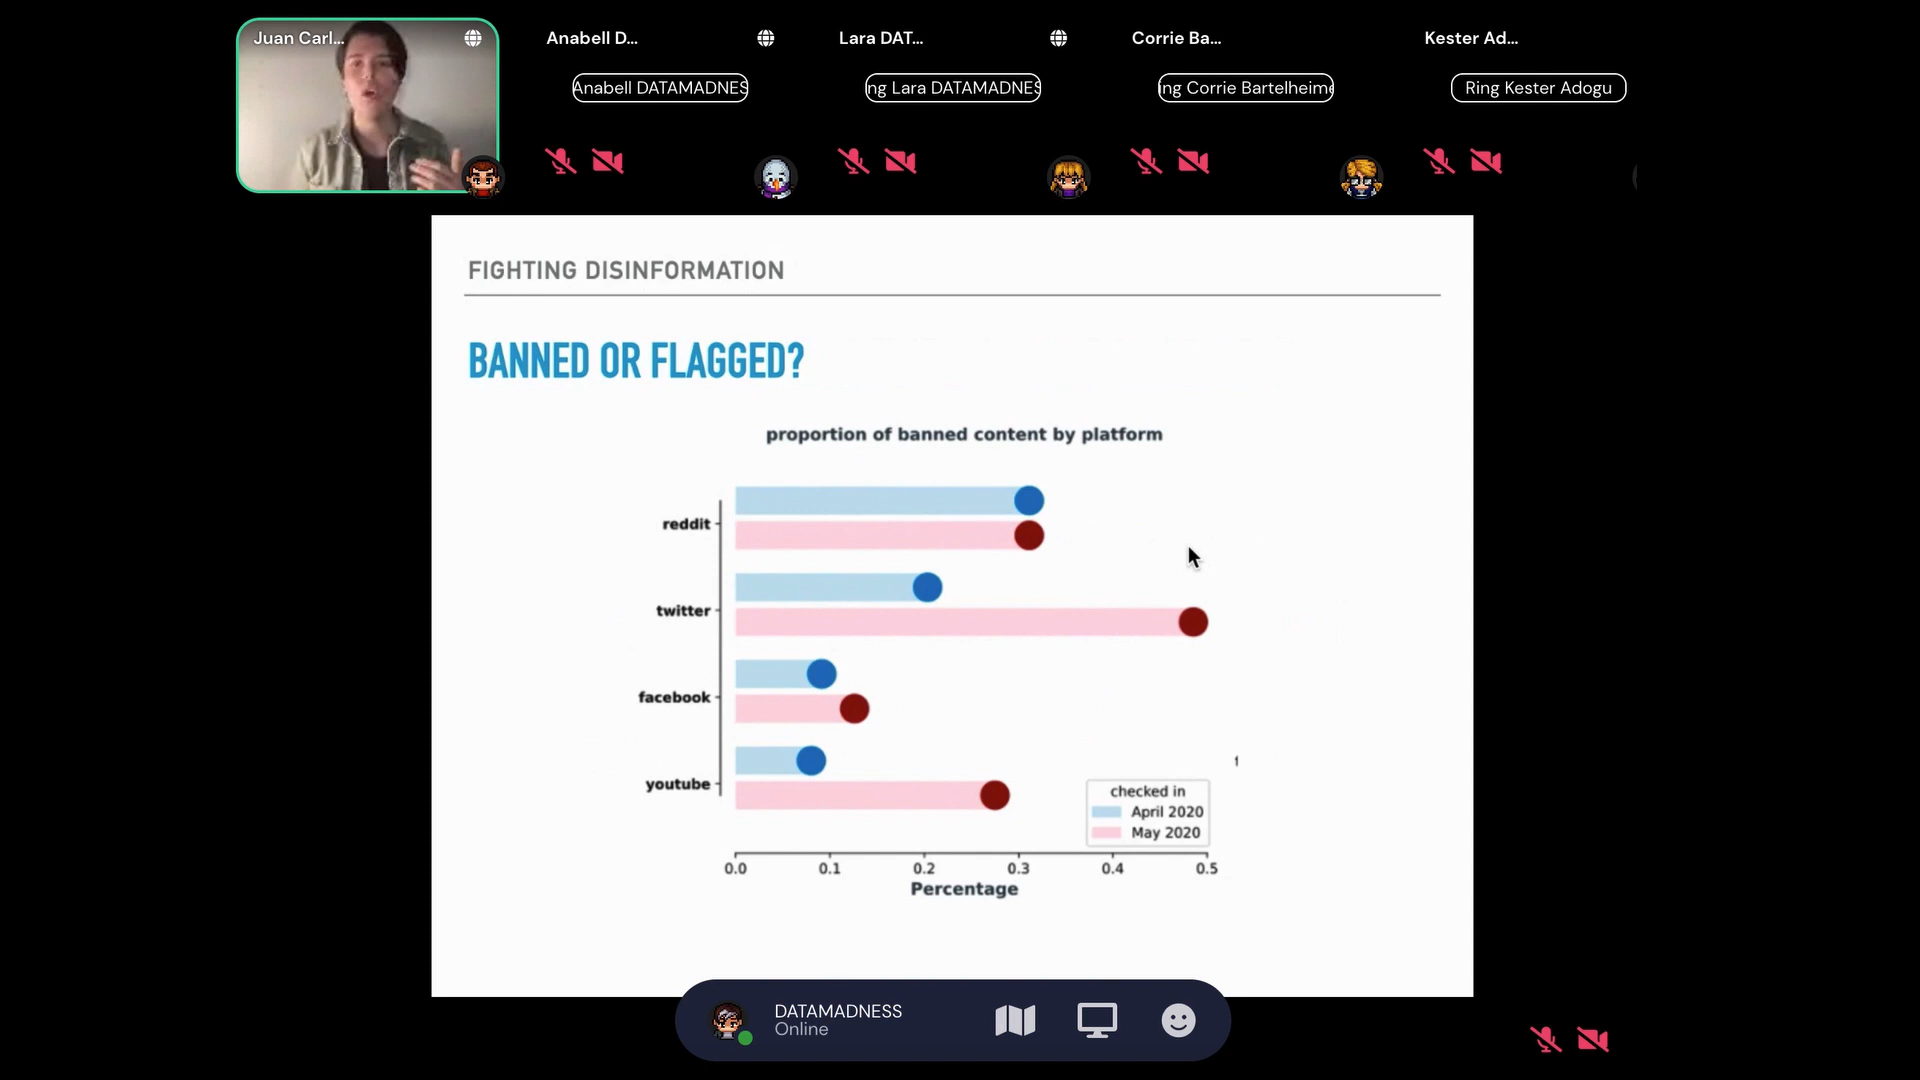 Juan Carl...
Anabell D...
Lara DAT...
Corrie Ba...
Kester Ad...
Anabell DATAMADNES
ng Lara DATAMADNES
ing Corrie Bartelheime
Ring Kester Adogu
FIGHTING DISINFORMATION
BANNED OR FLAGGED?
proportion of banned content by platform
reddit
twitter
facebook
youtube
checked in
April 2020
May 2020
0.0 0.1 0.2 0.3 0.4 0.5
Percentage
DATAMADNESS
Online